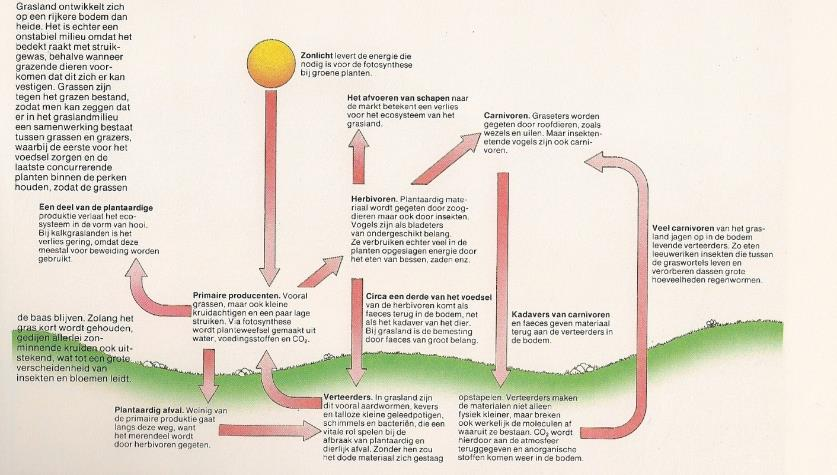 Grasland ontwikkelt zich
op een rijkere bodem dan
heide. Het is echter een
onstabiel milieu omdat het
bedekt raakt met struik-
gewas, behalve wanneer
grazende dieren voor-
komen dat dit zich er kan
vestigen. Grassen zijn
tegen het grazen bestand,
zodat men kan zeggen dat
er in het graslandmilieu
een samenwerking bestaat
tussen grassen en grazers,
waarbij de eerste voor het
voedsel zorgen en de
laatste concurrerende
planten binnen de perken
houden, zodat de grassen
de baas blijven. Zolang het
gras kort wordt gehouden,
gedijen allerlei zon-
minnende kruiden ook uit-
stekend, wat tot een grote
verscheidenheid van
insekten en bloemen leidt.
Zonlicht levert de energie die
nodig is voor de fotosynthese
bij groene planten.
Het afvoeren van schapen naar
de markt betekent een verlies
voor het ecosysteem van het
grasland.
Carnivoren. Graseters worden
gegeten door roofdieren, zoals
wezels en uilen. Maar insekten-
etende vogels zijn ook carni-
voren.
Een deel van de plantaardige
produktie verlaat het eco-
systeem in de vorm van hooi.
Bij kalkgraslanden is het
verlies gering, omdat deze
meestal voor beweiding worden
gebruikt.
Herbivoren. Plantaardig mate-
riaal wordt gegeten door zoog-
dieren maar ook door insekten.
Vogels zijn als bladeters
van ondergeschikt belang.
Ze verbruiken echter veel in de
planten opgeslagen energie door
het eten van bessen, zaden enz.
Veel carnivoren van het gras-
land jagen op in de bodem
levende verteerders. Zo eten
leeuweriken insekten die tussen
de graswortels leven en
verorberen dassen grote
hoeveelheden regenwormen.
Primaire producenten. Vooral
grassen, maar ook kleine
kruidachtigen en een paar lage
struiken. Via fotosynthese
wordt planteweefsel gemaakt uit
water, voedingsstoffen en CO₂.
Circa een derde van het voedsel
van de herbivoren komt als
faeces terug in de bodem, net
als het kadaver van het dier.
Bij grasland is de bemesting
door faeces van groot belang.
Kadavers van carnivoren
en faeces geven materiaal
terug aan de verteerders in
de bodem.
Plantaardig afval. Weinig van
de primaire produktie gaat
langs deze weg, want
het merendeel wordt
door herbivoren gegeten.
Verteerders. In grasland zijn
dit vooral aardwormen, kevers
en talloze kleine geleedpotigen,
schimmels en bacteriën, die een
vitale rol spelen bij de
afbraak van plantaardig en
dierlijk afval. Zonder hen zou
het dode materiaal zich gestaag
opstapelen. Verteerders maken
de materialen niet alleen
fysiek kleiner, maar breken
ook werkelijk de moleculen af
waaruit ze bestaan. CO₂ wordt
hierdoor aan de atmosfeer
teruggegeven en anorganische
stoffen komen weer in de bodem.